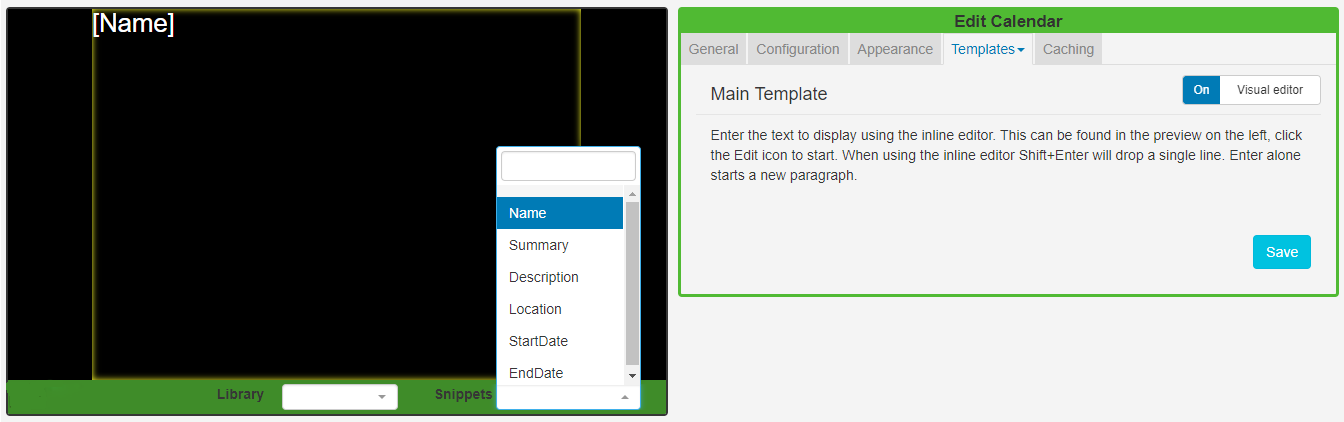 [Name]
Name
Summary
Description
Location
StartDate
EndDate
Library
Snippets
Edit Calendar
General Configuration Appearance Templates Caching
Main Template
On Visual editor
Enter the text to display using the inline editor. This can be found in the preview on the left, click
the Edit icon to start. When using the inline editor Shift+Enter will drop a single line. Enter alone
starts a new paragraph.
Save